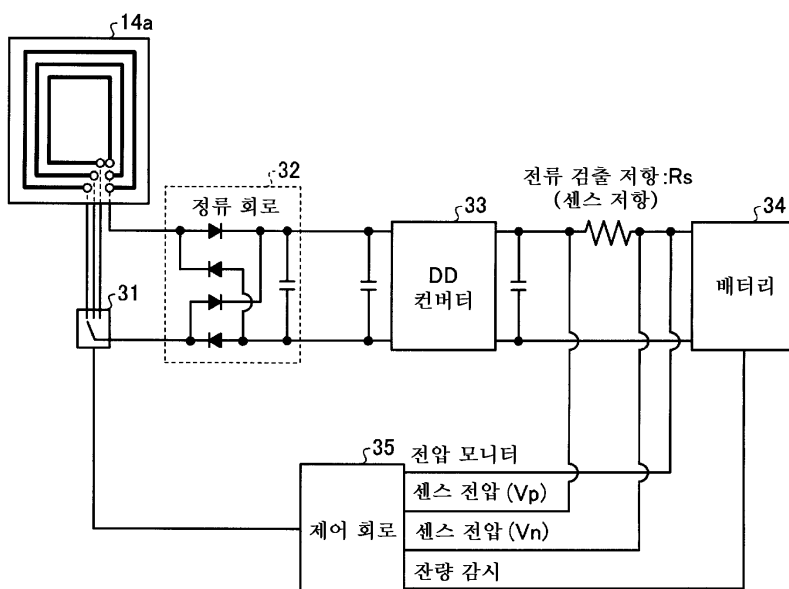 14a
32
정류 회로
전류 검출 저항:Rs
(센스 저항)
33
DD
컨버터
34
배터리
31
35
제어 회로
전압 모니터
센스 전압 (Vp)
센스 전압 (Vn)
잔량 감시